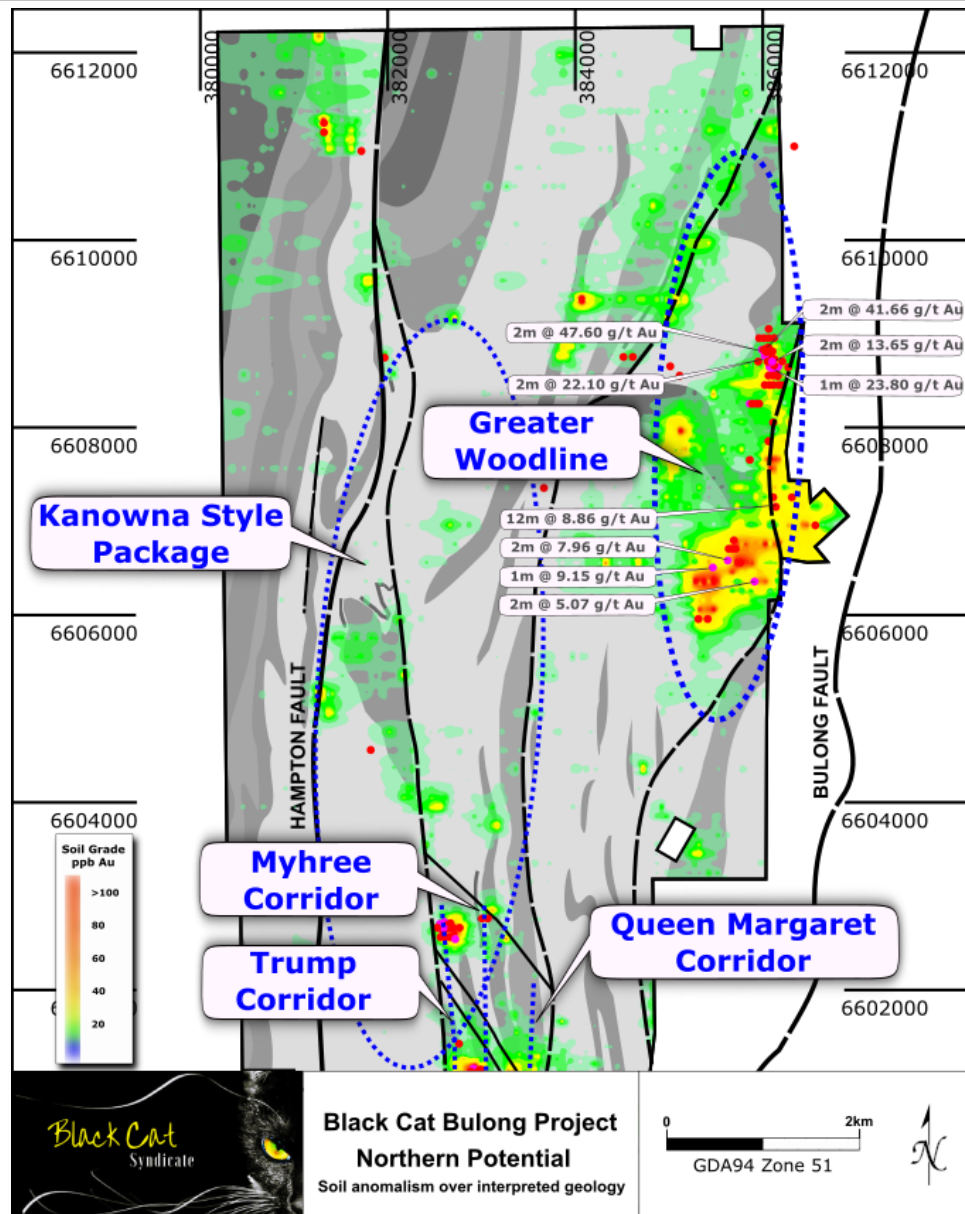 380000
382000
384000
386000
6612000
6612000
6610000
6610000
2m @ 41.66 g/t Au
2m @ 47.60 g/t Au
2m @ 13.65 g/t Au
2m @ 22.10 g/t Au
1m @ 23.80 g/t Au
Greater
Woodline
6608000
6608000
Kanowna Style
Package
12m @ 8.86 g/t Au
2m @ 7.96 g/t Au
1m @ 9.15 g/t Au
2m @ 5.07 g/t Au
6606000
6606000
HAMPTON FAULT
BULONG FAULT
6604000
6604000
Soil Grade
ppb Au
>100
80
60
40
20
Myhree
Corridor
Queen Margaret
Corridor
Trump
Corridor
6602000
Black Cat
Syndicate
Black Cat Bulong Project
Northern Potential
Soil anomalism over interpreted geology
0
2km
GDA94 Zone 51
N